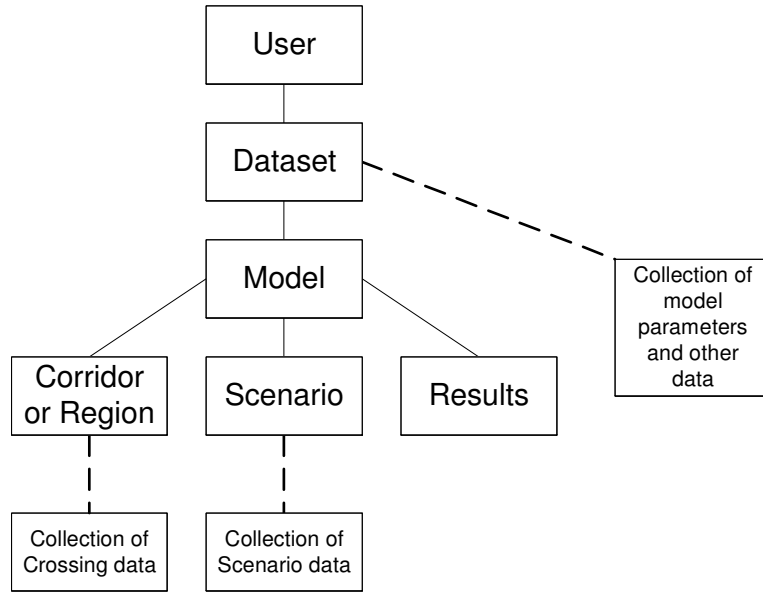 User
Dataset
Model
Collection of
model
parameters
and other
data
Corridor
or Region
Scenario
Results
Collection of
Crossing data
Collection of
Scenario data